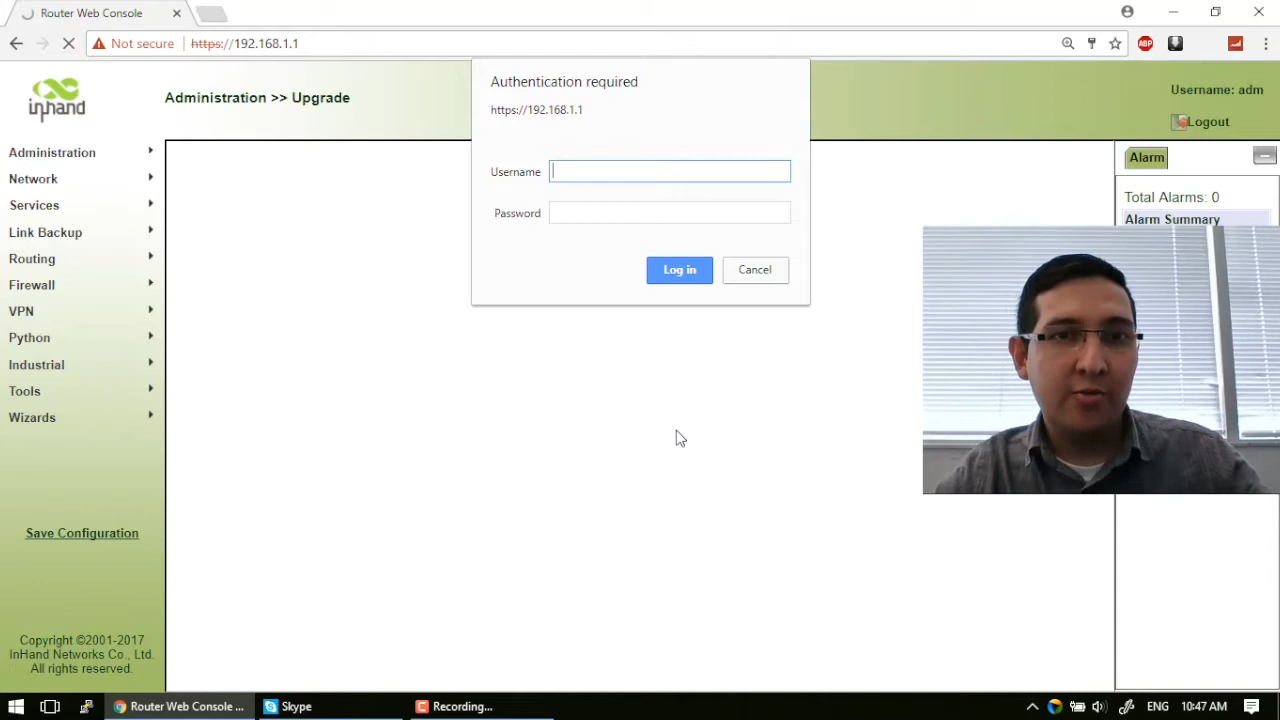 Router Web Console
Not secure https://192.168.1.1
ABP
inhand
Administration >> Upgrade
Username: adm
Logout
Authentication required
https://192.168.1.1
Username
Password
Log in Cancel
Administration
Network
Services
Link Backup
Routing
Firewall
VPN
Python
Industrial
Tools
Wizards
Save Configuration
Copyright ©2001-2017
InHand Networks Co., Ltd.
All rights reserved.
Alarm
Total Alarms: 0
Alarm Summary
Router Web Console ... Skype Recording... ENG 10:47 AM